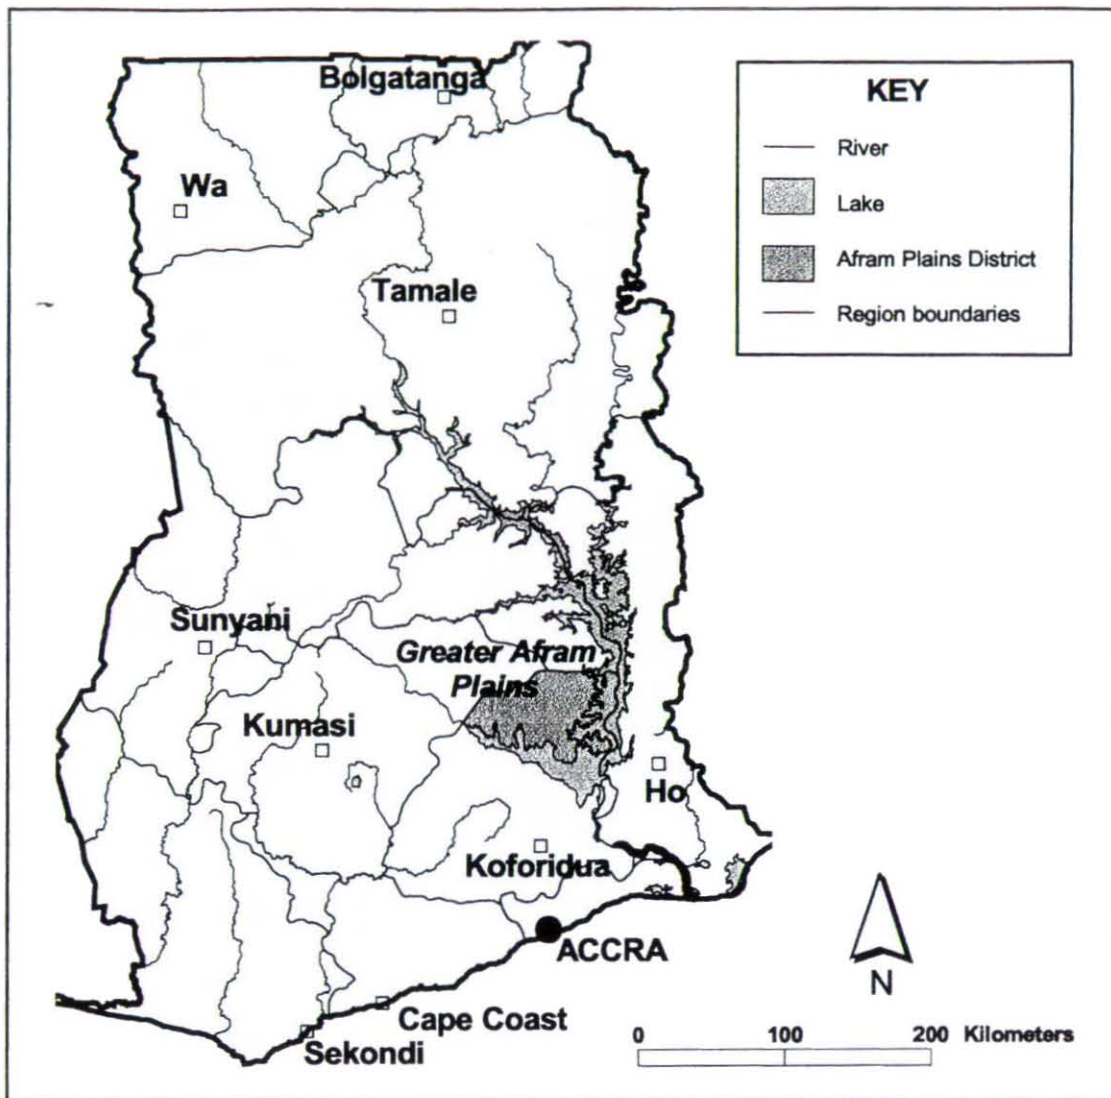 Bolgatanga
KEY
River
Wa
Lake
Afram Plains District
Tamale
Region boundaries
Sunyani
Greater Afram
Plains
Kumasi
Ho
Koforidua
ACCRA
N
Cape Coast
0 100 200 Kilometers
Sekondi